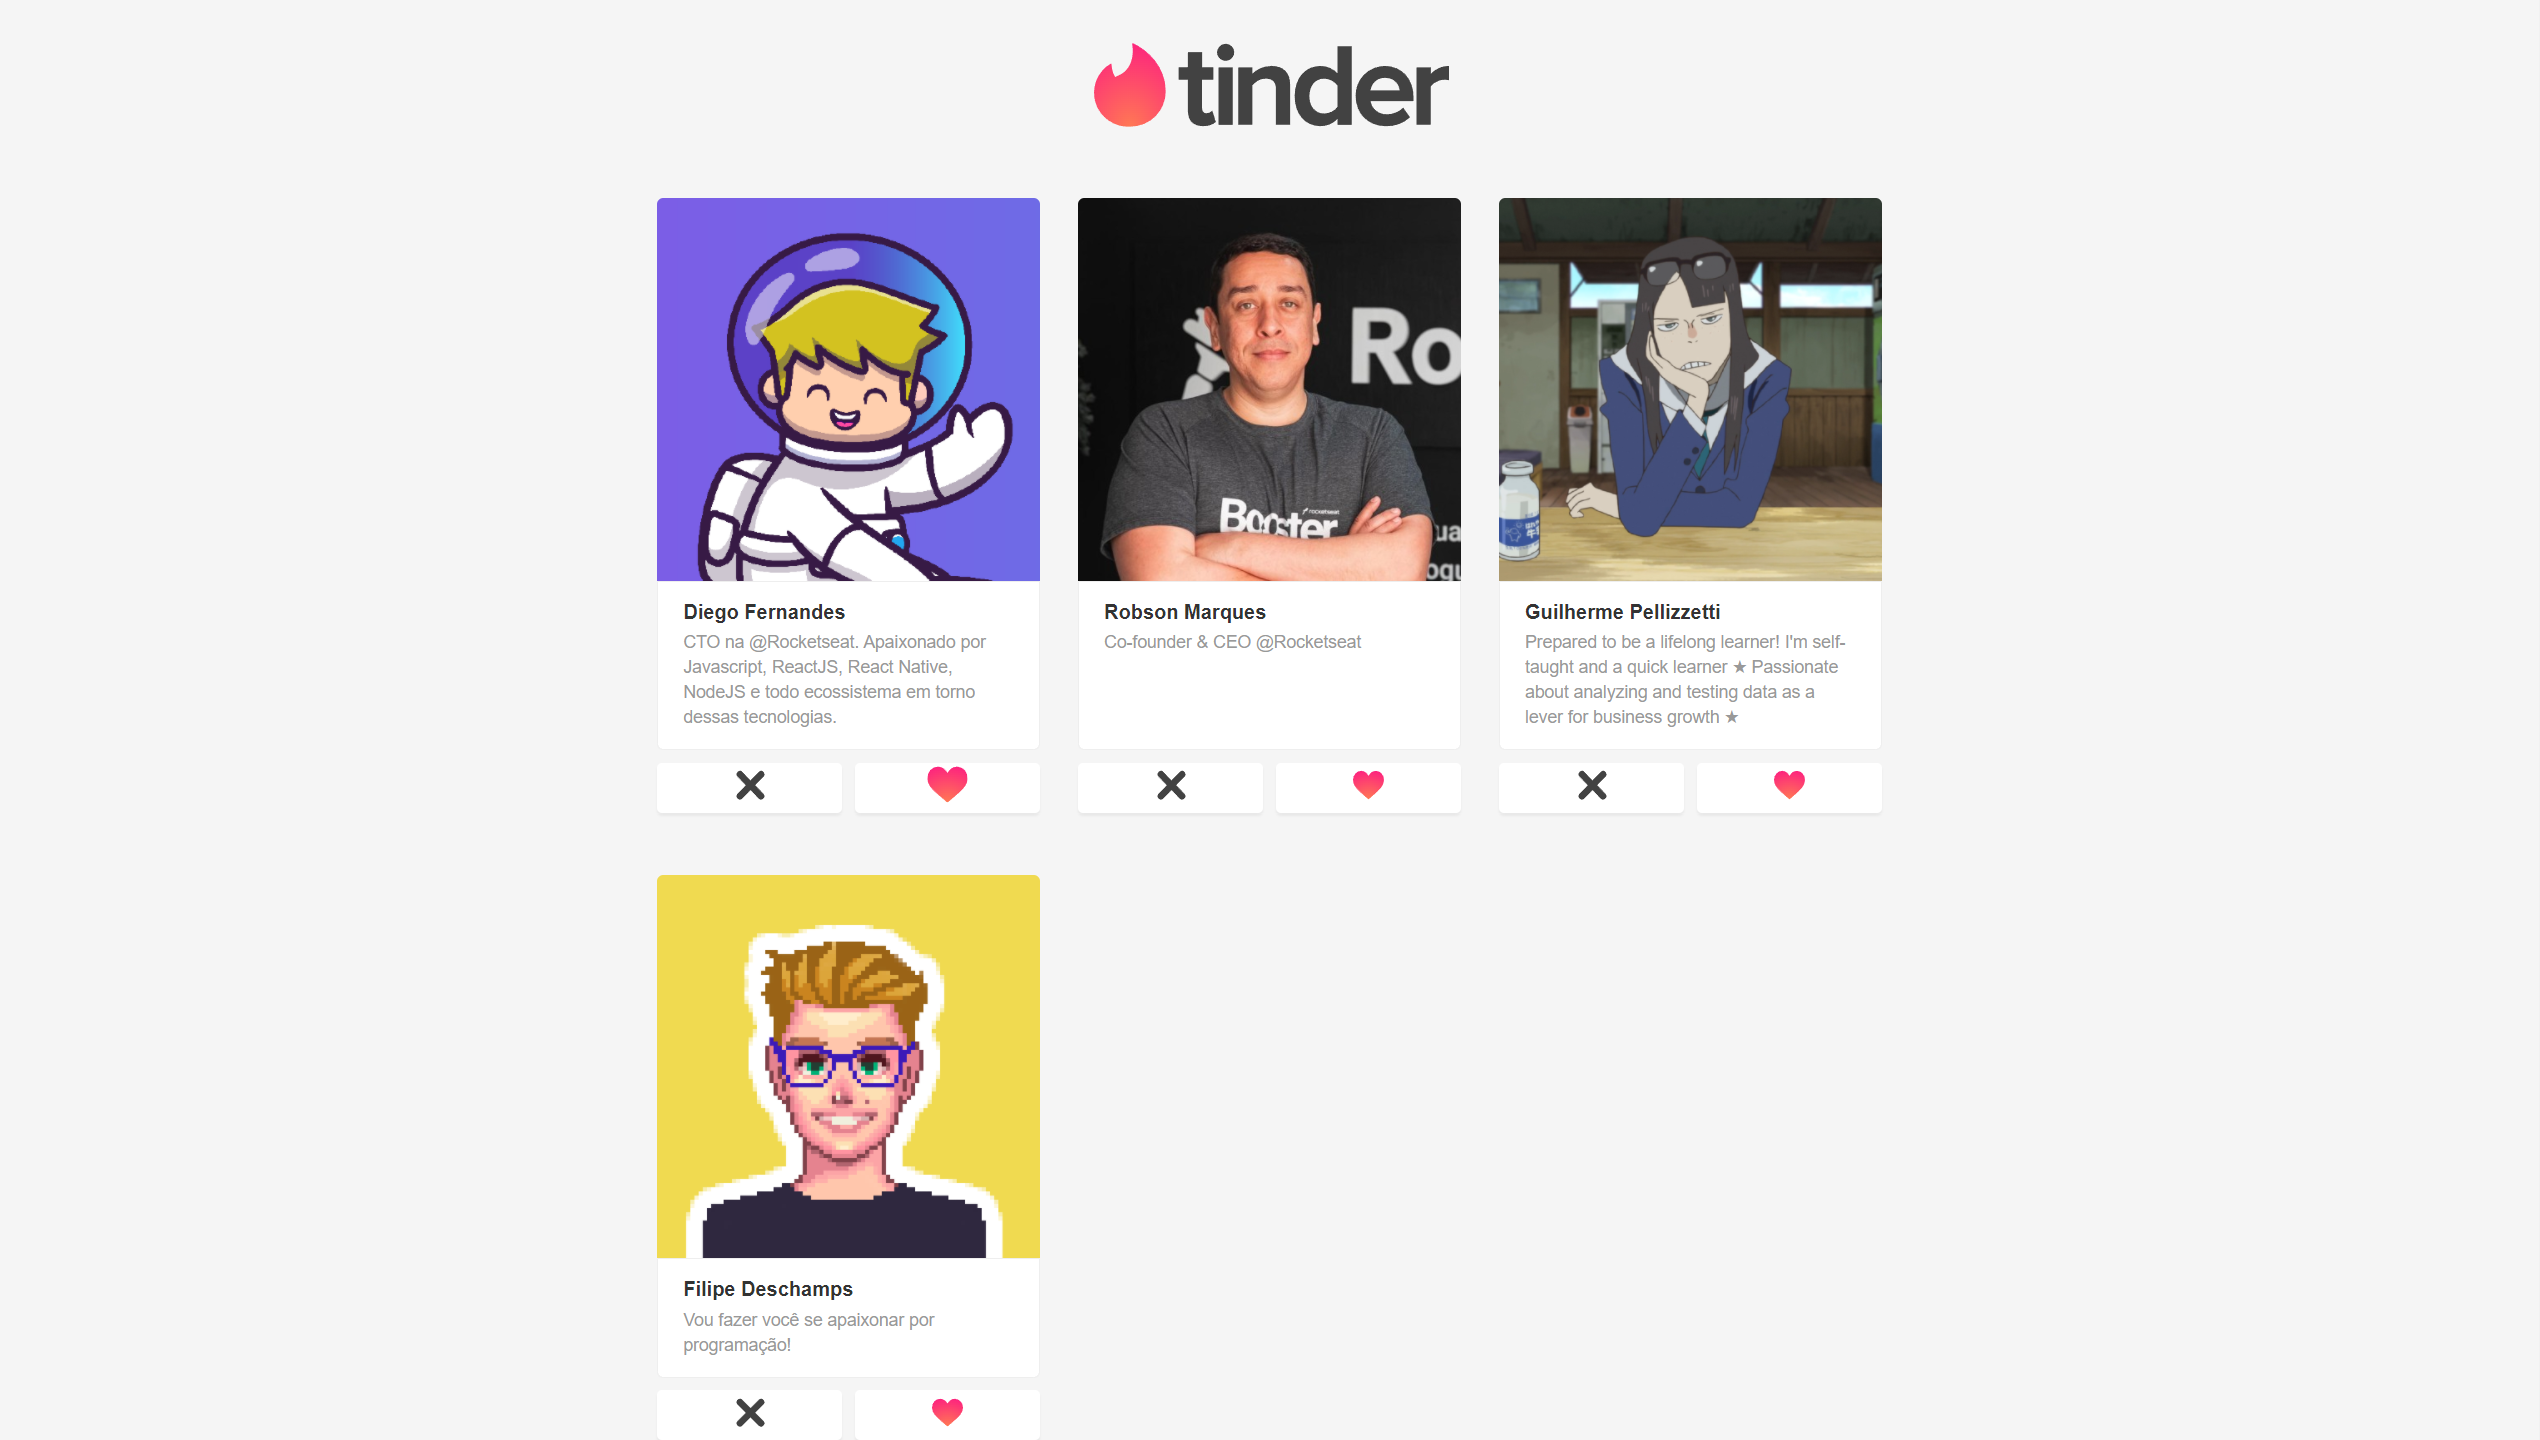 tinder
Ro
rocketseat
Booster
Diego Fernandes
CTO na @Rocketseat. Apaixonado por
Javascript, ReactJS, React Native,
NodeJS e todo ecossistema em torno
dessas tecnologias.
Robson Marques
Co-founder & CEO @Rocketseat
Guilherme Pellizzetti
Prepared to be a lifelong learner! I'm self-
taught and a quick learner ★ Passionate
about analyzing and testing data as a
lever for business growth ★
Filipe Deschamps
Vou fazer você se apaixonar por
programação!